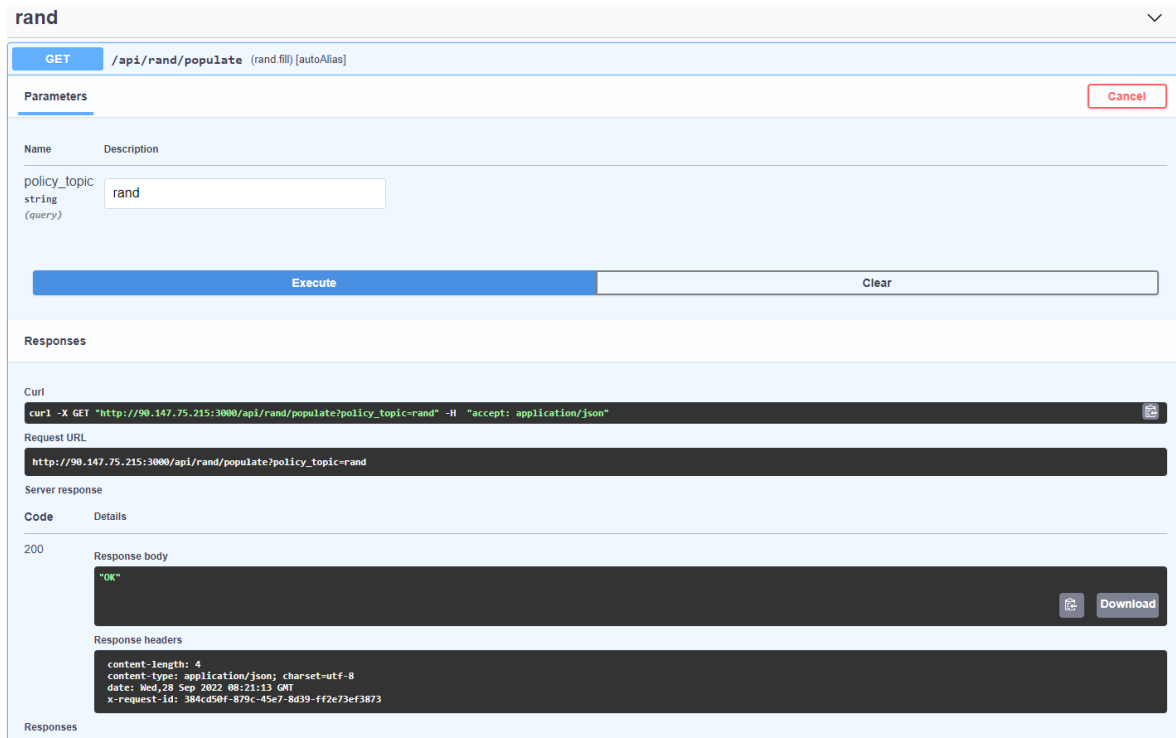 rand
GET /api/rand/populate (rand.fill) [autoAlias]
Parameters Cancel
Name Description
policy_topic
string
(query)
rand
Execute Clear
Responses
Curl
curl -X GET "http://90.147.75.215:3000/api/rand/populate?policy_topic=rand" -H "accept: application/json"
Request URL
http://90.147.75.215:3000/api/rand/populate?policy_topic=rand
Server response
Code Details
200
Response body
"OK"
Download
Response headers
content-length: 4
content-type: application/json; charset=utf-8
date: Wed,28 Sep 2022 08:21:13 GMT
x-request-id: 384cd50f-879c-45e7-8d39-ff2e73ef3873
Responses